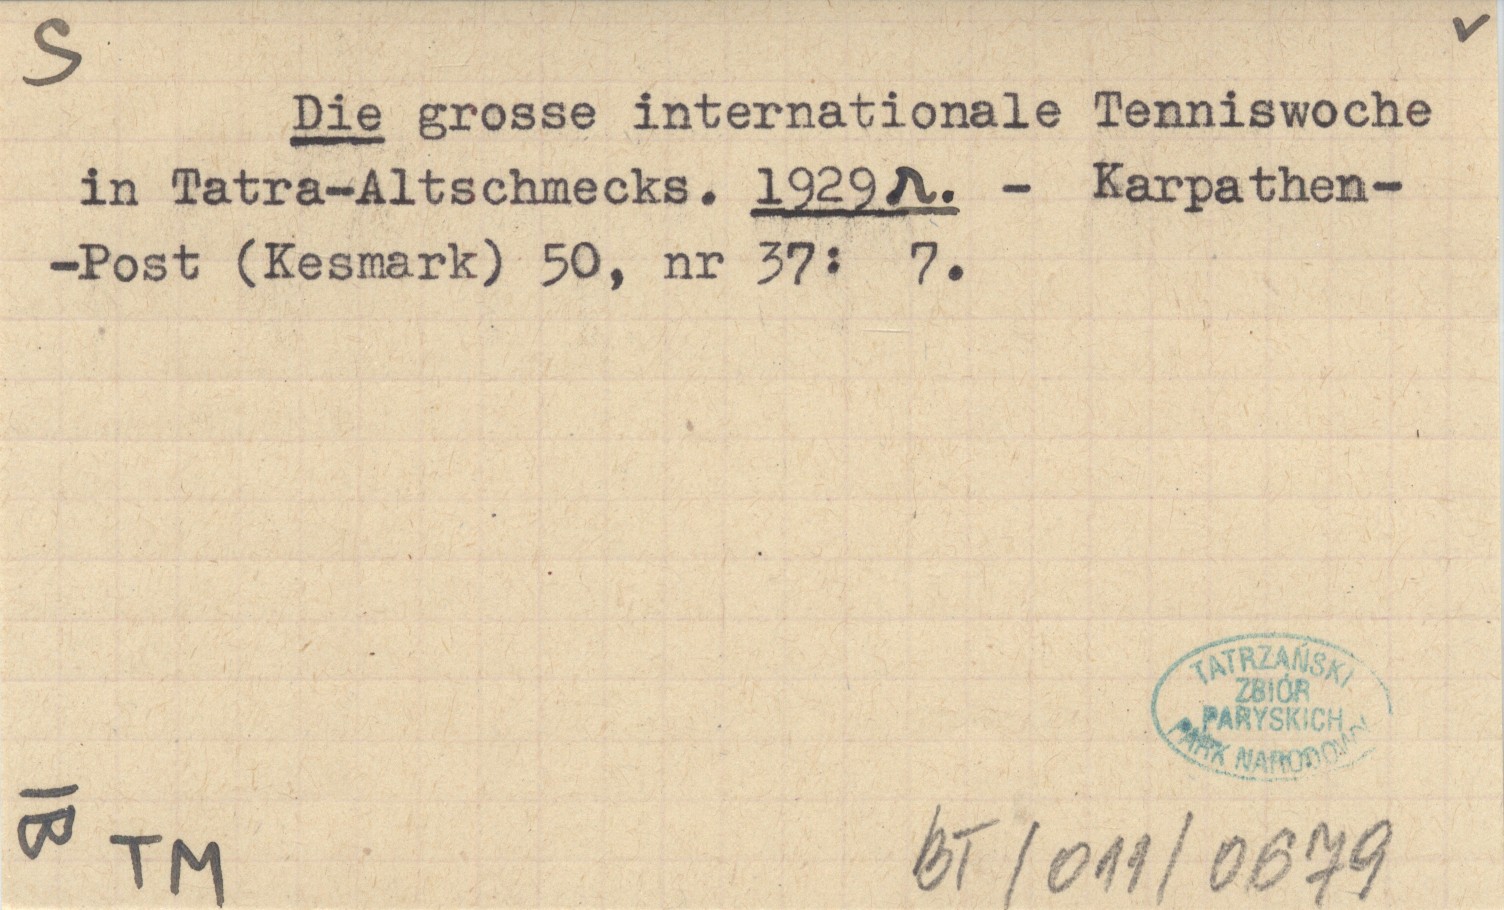 S ✓
Die grosse internationale Tenniswoche
in Tatra-Altschmecks. 1929 r. - Karpathen-
-Post (Kesmark) 50, nr 37: 7.
TATRZAŃSKI
ZBIÓR
PARYSKICH
PARK NARODOWY
IB
TM
BT/011/0679